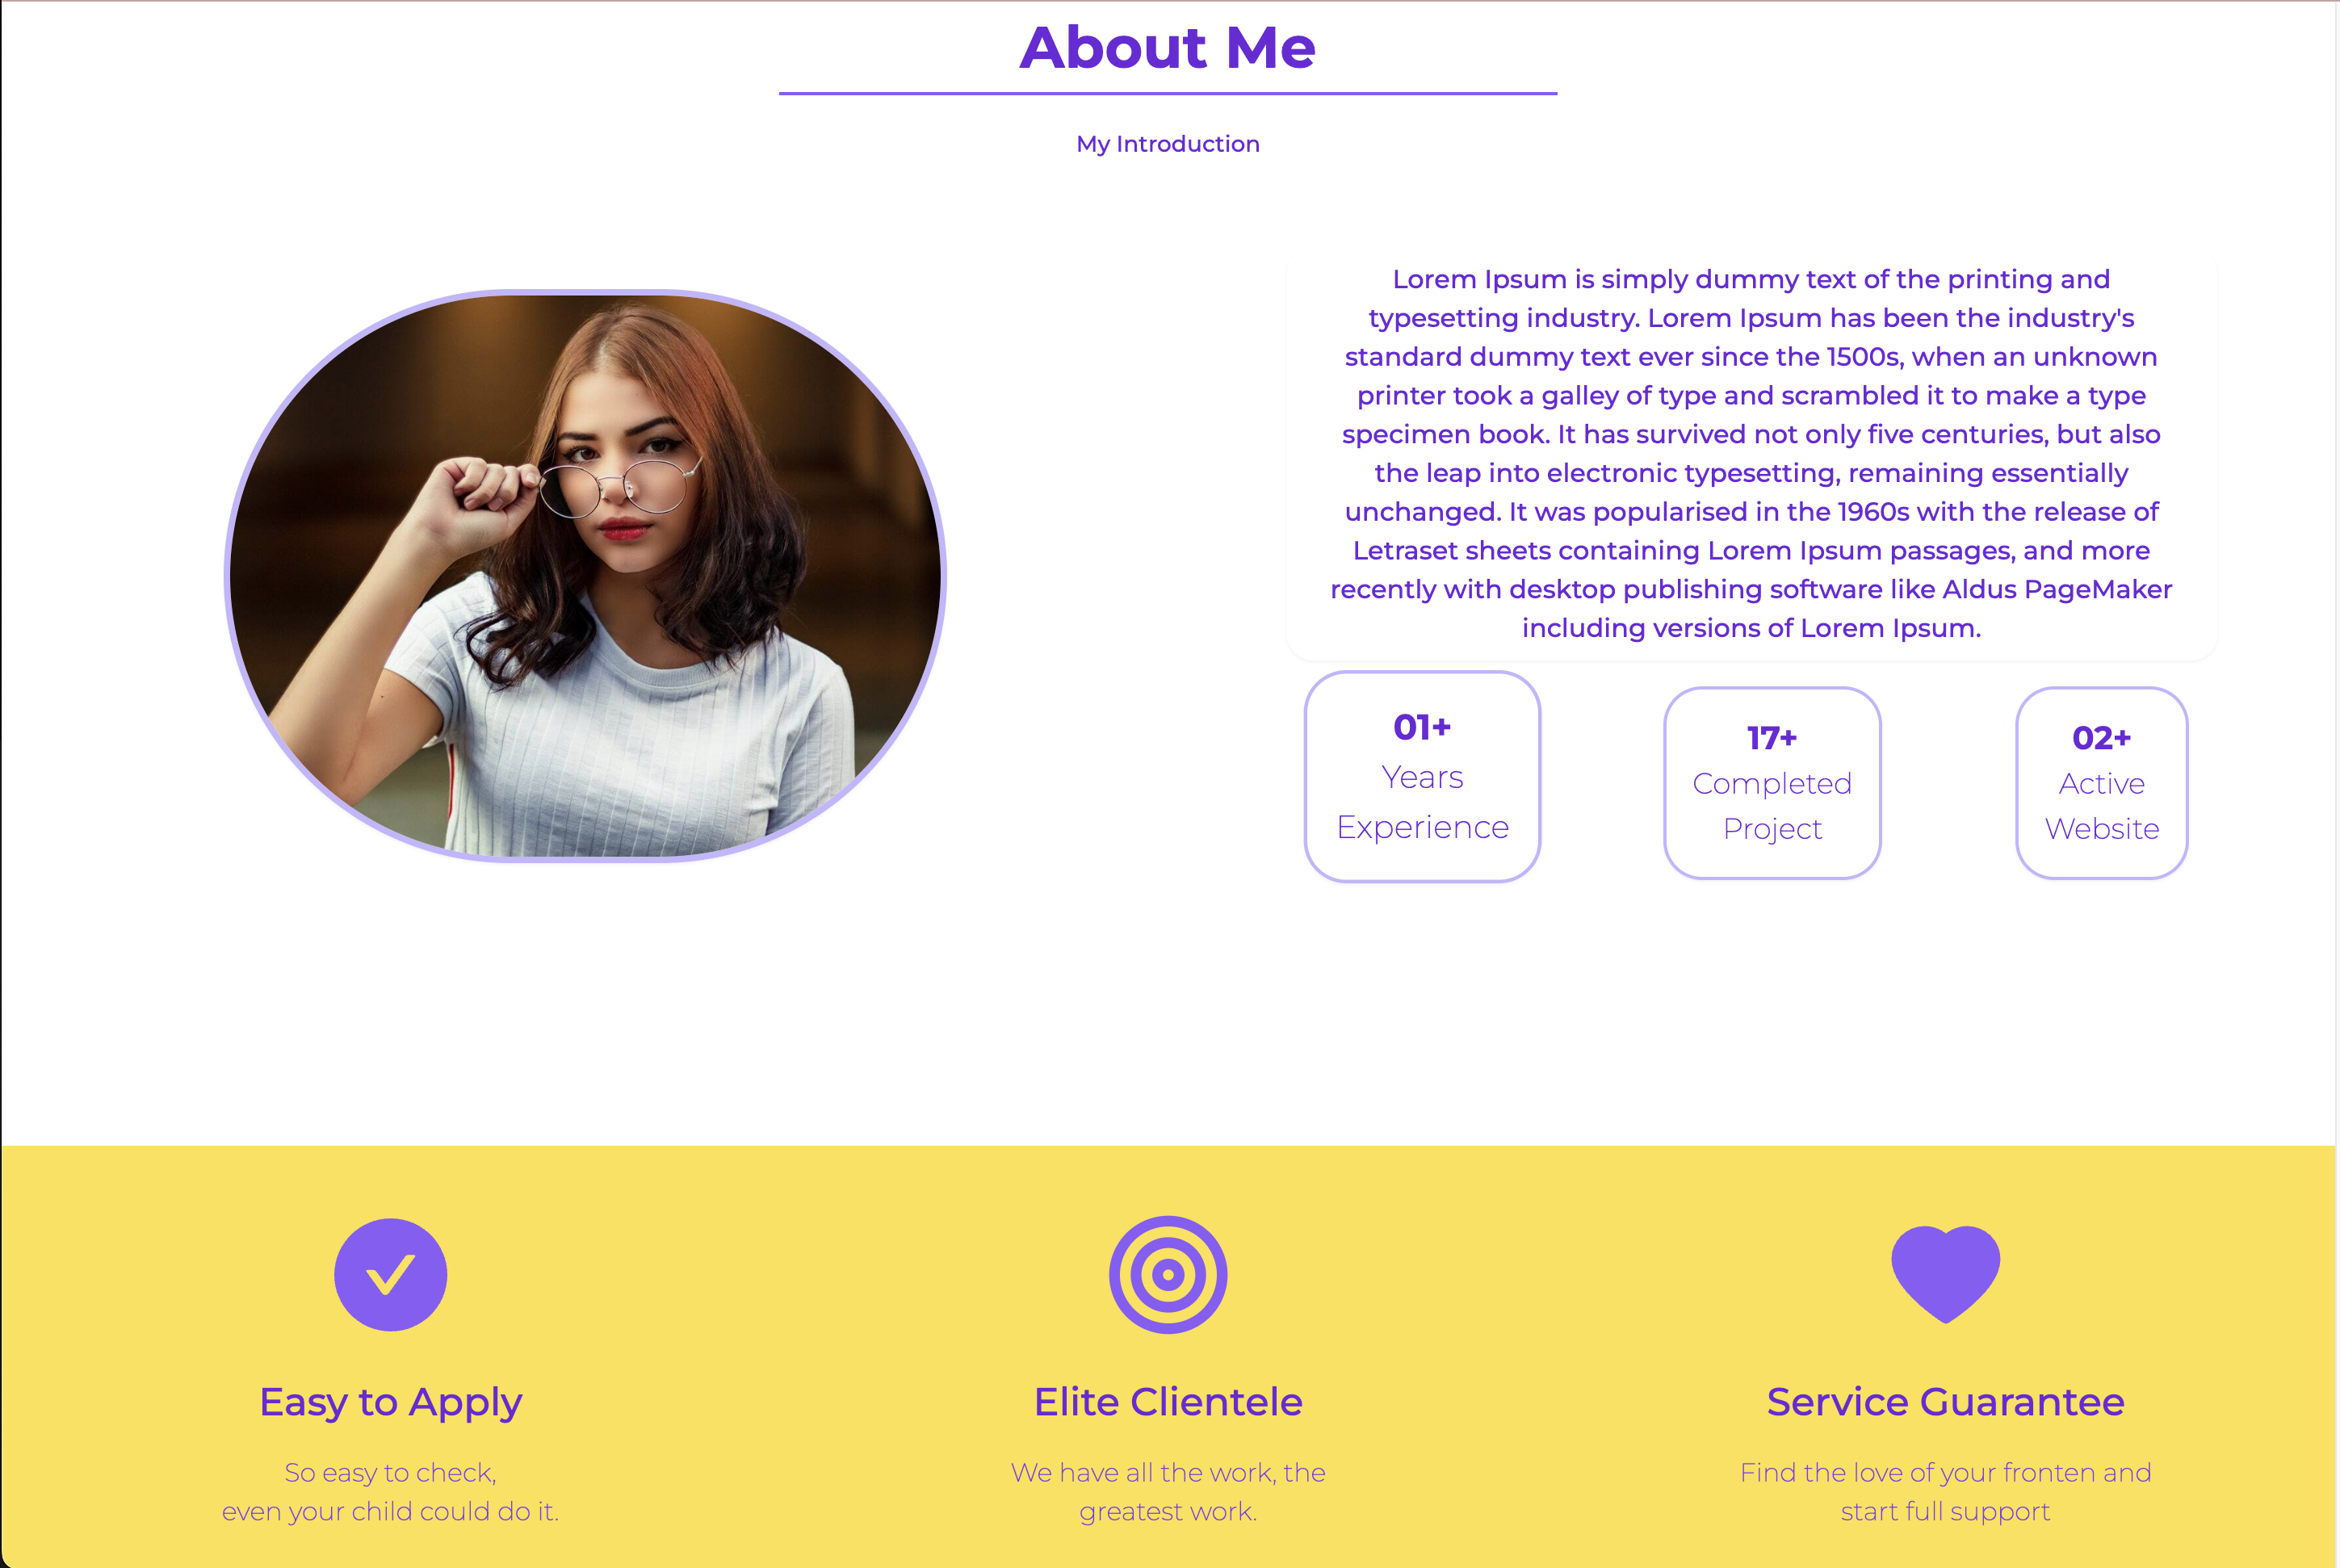 About Me
My Introduction
Lorem Ipsum is simply dummy text of the printing and
typesetting industry. Lorem Ipsum has been the industry's
standard dummy text ever since the 1500s, when an unknown
printer took a galley of type and scrambled it to make a type
specimen book. It has survived not only five centuries, but also
the leap into electronic typesetting, remaining essentially
unchanged. It was popularised in the 1960s with the release of
Letraset sheets containing Lorem Ipsum passages, and more
recently with desktop publishing software like Aldus PageMaker
including versions of Lorem Ipsum.
01+
Years
Experience
17+
Completed
Project
02+
Active
Website
Easy to Apply
So easy to check,
even your child could do it.
Elite Clientele
We have all the work, the
greatest work.
Service Guarantee
Find the love of your fronten and
start full support